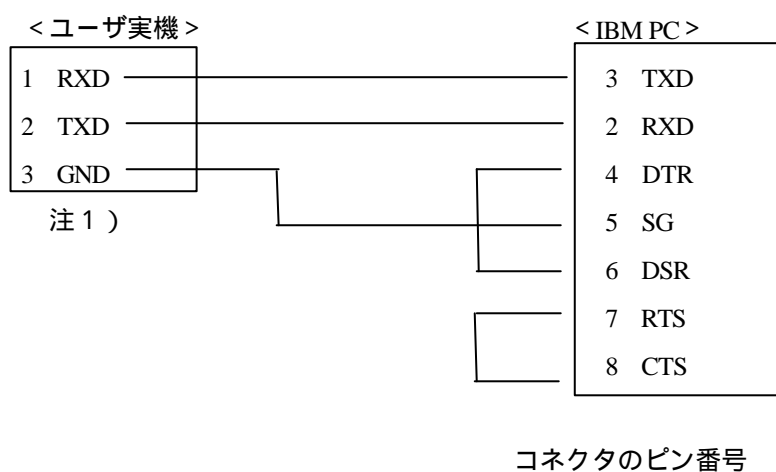 <ユーザ実機>
<IBM PC>
1 RXD
2 TXD
3 GND
注1）
3 TXD
2 RXD
4 DTR
5 SG
6 DSR
7 RTS
8 CTS
コネクタのピン番号